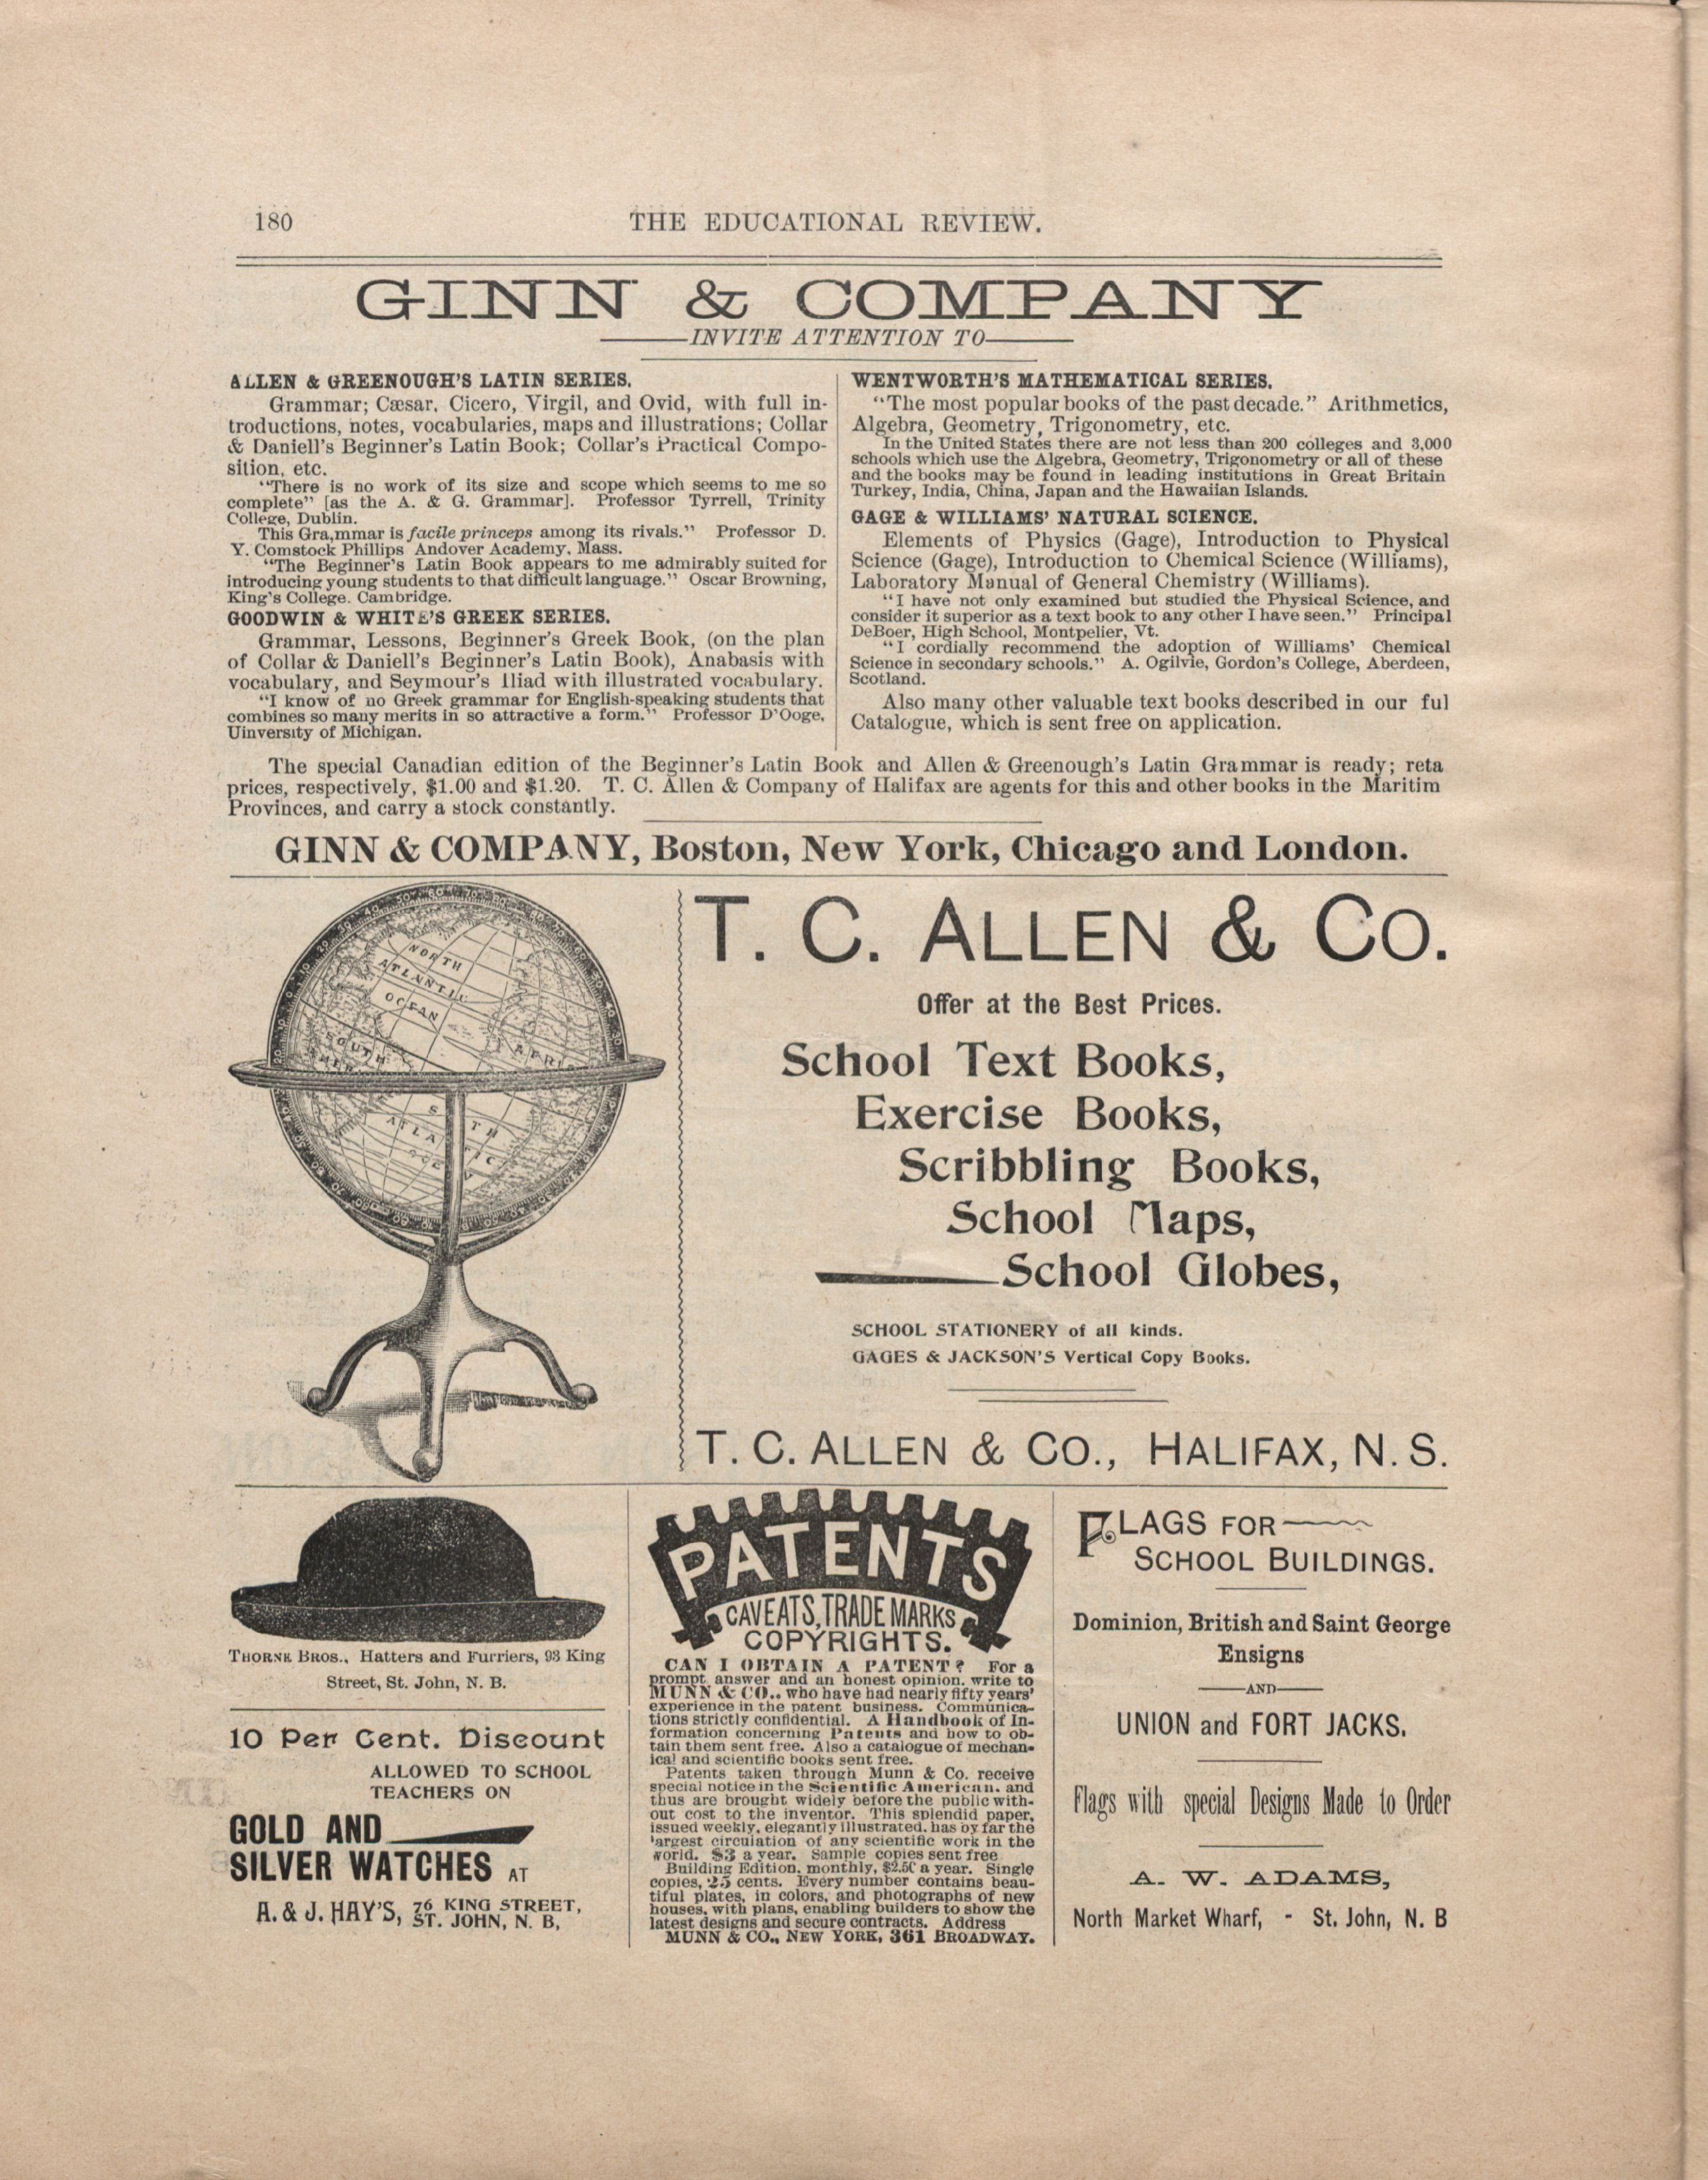 180
THE EDUCATIONAL REVIEW.
GINN & COMPANY
INVITE ATTENTION TO
ALLEN & GREENOUGH'S LATIN SERIES.
Grammar; Cæsar, Cicero, Virgil, and Ovid, with full in-
troductions, notes, vocabularies, maps and illustrations; Collar
& Daniell's Beginner's Latin Book; Collar's Practical Compo-
sition, etc.
"There is no work of its size and scope which seems to me so
complete" [as the A. & G. Grammar]. Professor Tyrrell, Trinity
College, Dublin.
This Gra,mmar is facile princeps among its rivals." Professor D.
Y. Comstock Phillips Andover Academy, Mass.
"The Beginner's Latin Book appears to me admirably suited for
introducing young students to that difficult language." Oscar Browning,
King's College. Cambridge.
GOODWIN & WHITE'S GREEK SERIES.
Grammar, Lessons, Beginner's Greek Book, (on the plan
of Collar & Daniell's Beginner's Latin Book), Anabasis with
vocabulary, and Seymour's Iliad with illustrated vocabulary.
"I know of no Greek grammar for English-speaking students that
combines so many merits in so attractive a form." Professor D'Ooge,
Uinversity of Michigan.
WENTWORTH'S MATHEMATICAL SERIES.
"The most popular books of the past decade." Arithmetics,
Algebra, Geometry, Trigonometry, etc.
In the United States there are not less than 200 colleges and 3,000
schools which use the Algebra, Geometry, Trigonometry or all of these
and the books may be found in leading institutions in Great Britain
Turkey, India, China, Japan and the Hawaiian Islands.
GAGE & WILLIAMS' NATURAL SCIENCE.
Elements of Physics (Gage), Introduction to Physical
Science (Gage), Introduction to Chemical Science (Williams),
Laboratory Manual of General Chemistry (Williams).
"I have not only examined but studied the Physical Science, and
consider it superior as a text book to any other I have seen." Principal
DeBoer, High School, Montpelier, Vt.
"I cordially recommend the adoption of Williams' Chemical
Science in secondary schools." A. Ogilvie, Gordon's College, Aberdeen,
Scotland.
Also many other valuable text books described in our ful
Catalogue, which is sent free on application.
The special Canadian edition of the Beginner's Latin Book and Allen & Greenough's Latin Grammar is ready; reta
prices, respectively, $1.00 and $1.20. T. C. Allen & Company of Halifax are agents for this and other books in the Maritim
Provinces, and carry a stock constantly.
GINN & COMPANY, Boston, New York, Chicago and London.
NORTH
ATLANTIC
OCEAN
SOUTH
T. C. ALLEN & CO.
Offer at the Best Prices.
School Text Books,
Exercise Books,
Scribbling Books,
School Maps,
School Globes,
SCHOOL STATIONERY of all kinds.
GAGES & JACKSON'S Vertical Copy Books.
T. C. ALLEN & CO., HALIFAX, N. S.
THORNE BROS., Hatters and Furriers, 93 King
Street, St. John, N. B.
10 Per Cent. Discount
ALLOWED TO SCHOOL
TEACHERS ON
GOLD AND
SILVER WATCHES AT
A. & J. HAY'S, 76 KING STREET,
ST. JOHN, N. B,
PATENTS
CAVEATS, TRADE MARKS
COPYRIGHTS.
CAN I OBTAIN A PATENT? For a
prompt answer and an honest opinion, write to
MUNN & CO., who have had nearly fifty years'
experience in the patent business. Communica-
tions strictly confidential. A Handbook of In-
formation concerning Patents and how to ob-
tain them sent free. Also a catalogue of mechan-
ical and scientific books sent free.
Patents taken through Munn & Co. receive
special notice in the Scientific American, and
thus are brought widely before the public with-
out cost to the inventor. This splendid paper,
issued weekly, elegantly illustrated, has by far the
largest circulation of any scientific work in the
world. $3 a year. Sample copies sent free
Building Edition, monthly, $2.50 a year. Single
copies, 25 cents. Every number contains beau-
tiful plates, in colors, and photographs of new
houses, with plans, enabling builders to show the
latest designs and secure contracts. Address
MUNN & CO., NEW YORK, 361 BROADWAY.
FLAGS FOR
SCHOOL BUILDINGS.
Dominion, British and Saint George
Ensigns
AND
UNION and FORT JACKS.
Flags with special Designs Made to Order
A. W. ADAMS,
North Market Wharf, - St. John, N. B